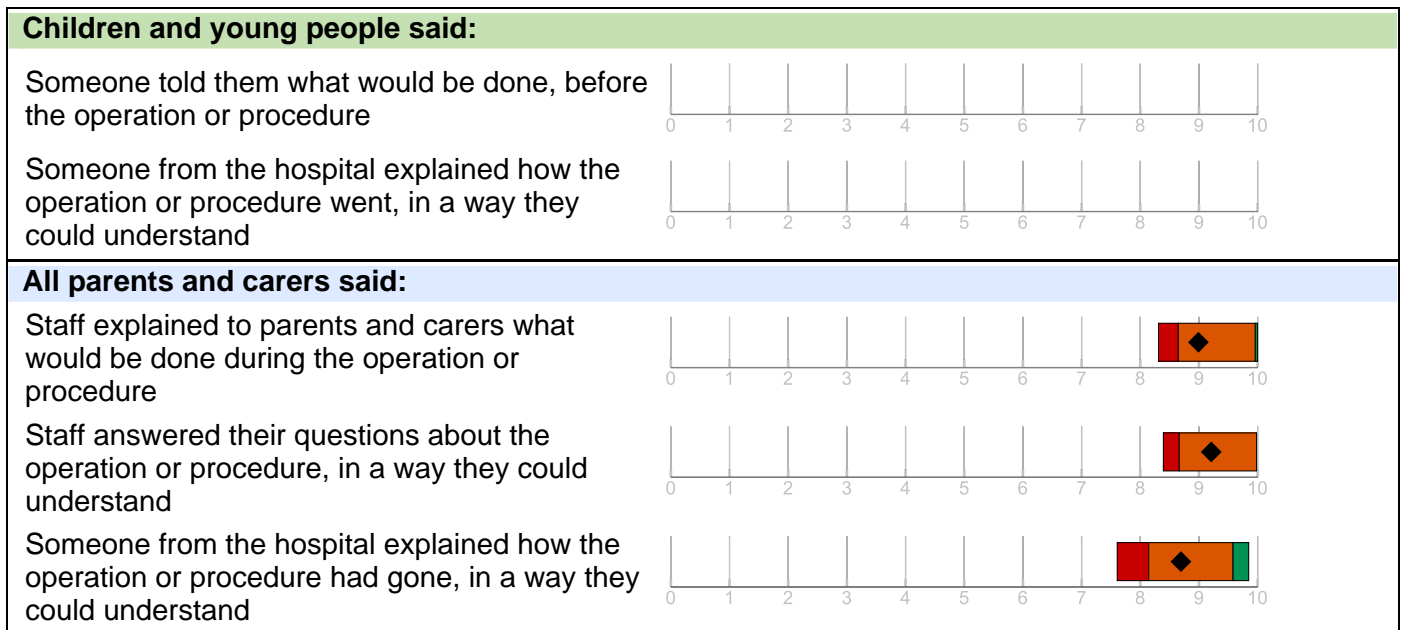 Children and young people said:
Someone told them what would be done, before
the operation or procedure
0 1 2 3 4 5 6 7 8 9 10
Someone from the hospital explained how the
operation or procedure went, in a way they
could understand
0 1 2 3 4 5 6 7 8 9 10
All parents and carers said:
Staff explained to parents and carers what
would be done during the operation or
procedure
0 1 2 3 4 5 6 7 8 9 10
Staff answered their questions about the
operation or procedure, in a way they could
understand
0 1 2 3 4 5 6 7 8 9 10
Someone from the hospital explained how the
operation or procedure had gone, in a way they
could understand
0 1 2 3 4 5 6 7 8 9 10